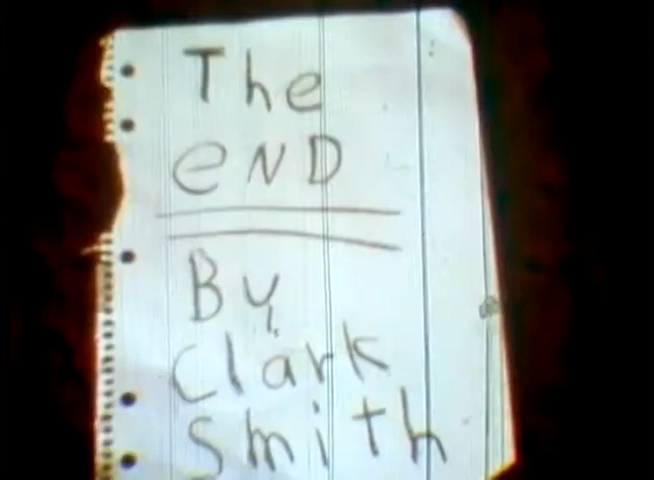 The
eND
By
Clark
Smith